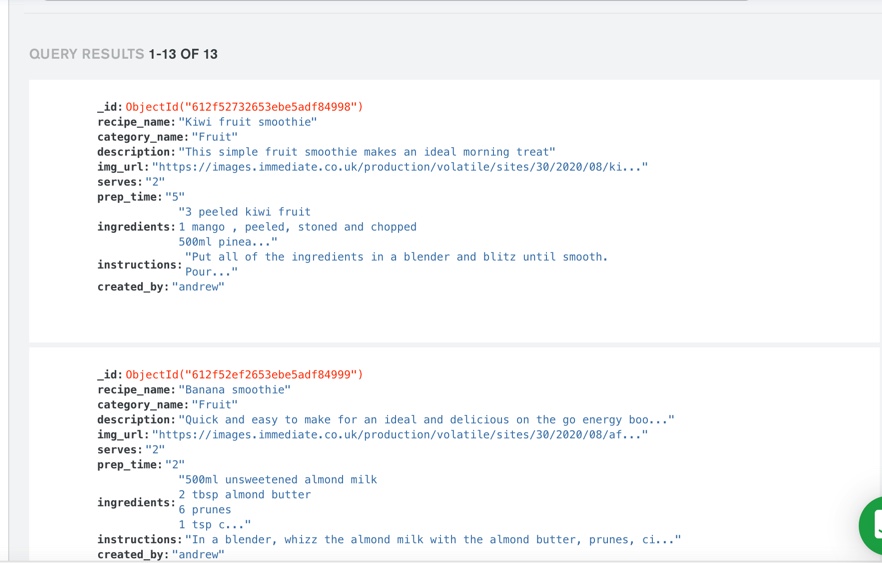 QUERY RESULTS 1-13 OF 13
_id: ObjectId("612f52732653ebe5adf84998")
recipe_name: "Kiwi fruit smoothie"
category_name: "Fruit"
description: "This simple fruit smoothie makes an ideal morning treat"
img_url: "https://images.immediate.co.uk/production/volatile/sites/30/2020/08/ki..."
serves: "2"
prep_time: "5"
"3 peeled kiwi fruit
ingredients: 1 mango , peeled, stoned and chopped
500ml pinea..."
"Put all of the ingredients in a blender and blitz until smooth.
instructions:
Pour..."
created_by: "andrew"
_id: ObjectId("612f52ef2653ebe5adf84999")
recipe_name: "Banana smoothie"
category_name: "Fruit"
description: "Quick and easy to make for an ideal and delicious on the go energy boo..."
img_url: "https://images.immediate.co.uk/production/volatile/sites/30/2020/08/af..."
serves: "2"
prep_time: "2"
"500ml unsweetened almond milk
2 tbsp almond butter
ingredients:
6 prunes
1 tsp c..."
instructions: "In a blender, whizz the almond milk with the almond butter, prunes, ci..."
created_by: "andrew"